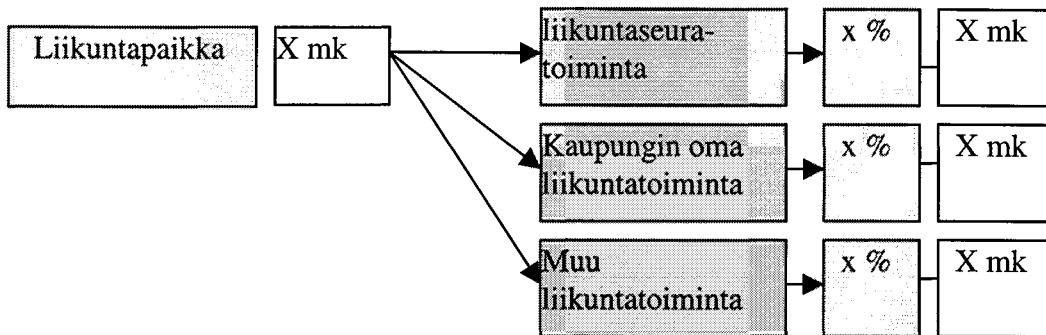 Liikuntapaikka
X mk
liikuntaseura-
toiminta
x %
X mk
Kaupungin oma
liikuntatoiminta
x %
X mk
Muu
liikuntatoiminta
x %
X mk